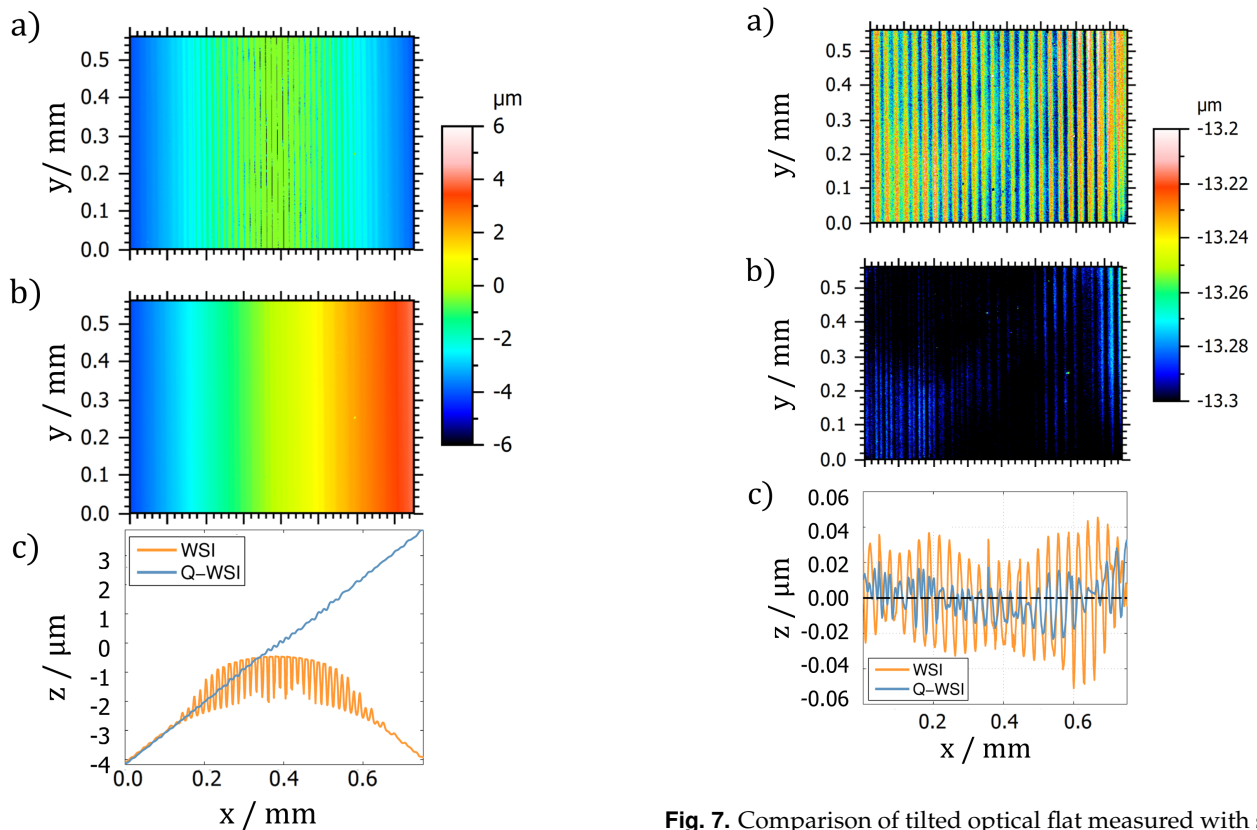 a)
y/ mm
0.5
0.4
0.3
0.2
0.1
0.0
µm
6
4
2
0
-2
-4
-6
b)
y / mm
0.5
0.4
0.3
0.2
0.1
0.0
c)
z / µm
3
2
1
0
-1
-2
-3
-4
WSI
Q–WSI
0.0 0.2 0.4 0.6
x / mm
a)
y / mm
0.5
0.4
0.3
0.2
0.1
0.0
µm
-13.2
-13.22
-13.24
-13.26
-13.28
-13.3
b)
y / mm
0.5
0.4
0.3
0.2
0.1
0.0
c)
z / µm
0.06
0.04
0.02
0.00
-0.02
-0.04
-0.06
WSI
Q–WSI
0.2 0.4 0.6
x / mm
Fig. 7. Comparison of tilted optical flat measured with